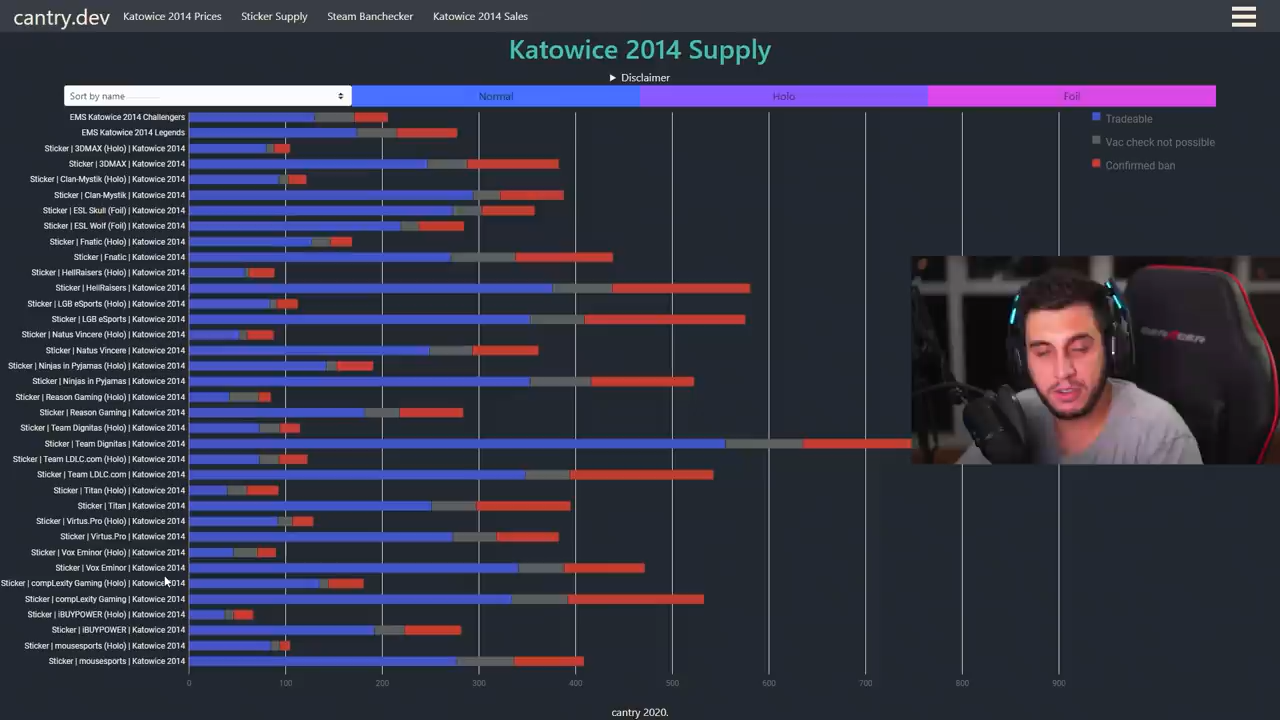 cantry.dev Katowice 2014 Prices Sticker Supply Steam Banchecker Katowice 2014 Sales
Katowice 2014 Supply
▶ Disclaimer
Sort by name Normal Holo Foil
Tradeable
Vac check not possible
Confirmed ban
EMS Katowice 2014 Challengers
EMS Katowice 2014 Legends
Sticker | 3DMAX (Holo) | Katowice 2014
Sticker | 3DMAX | Katowice 2014
Sticker | Clan-Mystik (Holo) | Katowice 2014
Sticker | Clan-Mystik | Katowice 2014
Sticker | ESL Skull (Foil) | Katowice 2014
Sticker | ESL Wolf (Foil) | Katowice 2014
Sticker | Fnatic (Holo) | Katowice 2014
Sticker | Fnatic | Katowice 2014
Sticker | HellRaisers (Holo) | Katowice 2014
Sticker | HellRaisers | Katowice 2014
Sticker | LGB eSports (Holo) | Katowice 2014
Sticker | LGB eSports | Katowice 2014
Sticker | Natus Vincere (Holo) | Katowice 2014
Sticker | Natus Vincere | Katowice 2014
Sticker | Ninjas in Pyjamas (Holo) | Katowice 2014
Sticker | Ninjas in Pyjamas | Katowice 2014
Sticker | Reason Gaming (Holo) | Katowice 2014
Sticker | Reason Gaming | Katowice 2014
Sticker | Team Dignitas (Holo) | Katowice 2014
Sticker | Team Dignitas | Katowice 2014
Sticker | Team LDLC.com (Holo) | Katowice 2014
Sticker | Team LDLC.com | Katowice 2014
Sticker | Titan (Holo) | Katowice 2014
Sticker | Titan | Katowice 2014
Sticker | Virtus.Pro (Holo) | Katowice 2014
Sticker | Virtus.Pro | Katowice 2014
Sticker | Vox Eminor (Holo) | Katowice 2014
Sticker | Vox Eminor | Katowice 2014
Sticker | compLexity Gaming (Holo) | Katowice 2014
Sticker | compLexity Gaming | Katowice 2014
Sticker | iBUYPOWER (Holo) | Katowice 2014
Sticker | iBUYPOWER | Katowice 2014
Sticker | mousesports (Holo) | Katowice 2014
Sticker | mousesports | Katowice 2014
0 100 200 300 400 500 600 700 800 900
cantry 2020.